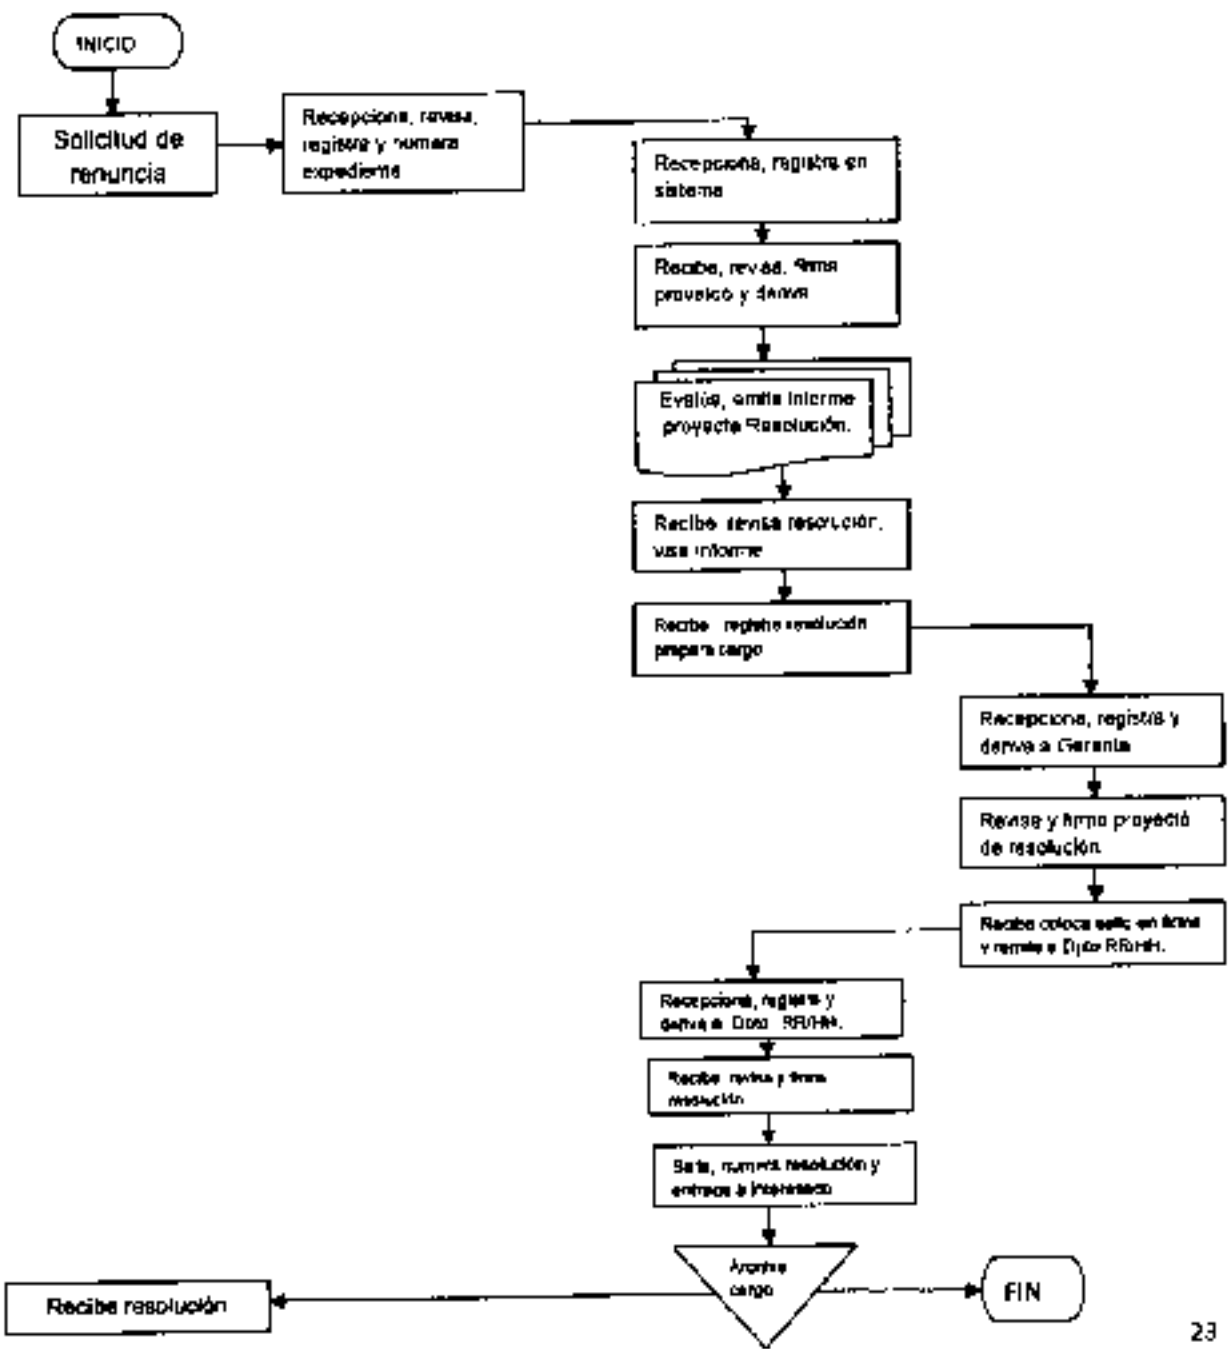 INICIO
Solicitud de
renuncia
Recepciona, revisa,
registra y numera
expediente
Recepciona, registra en
sistema
Recibe, revisa, firma
proveido y deriva
Evalúa, emite informe
proyecta Resolución.
Recibe revisa resolución,
visa informe
Recibe registra resolución
prepara cargo
Recepciona, registra y
deriva a Gerente
Revisa y firma proyecto
de resolución
Recibe coloca sello en firma
y remite a Dpto RR/HH.
Recepciona, registra y
deriva a Dpto RR/HH.
Recibe revisa y firma
resolución
numera resolución y
entrega a interesado
Archiva
cargo
FIN
Recibe resolución
23